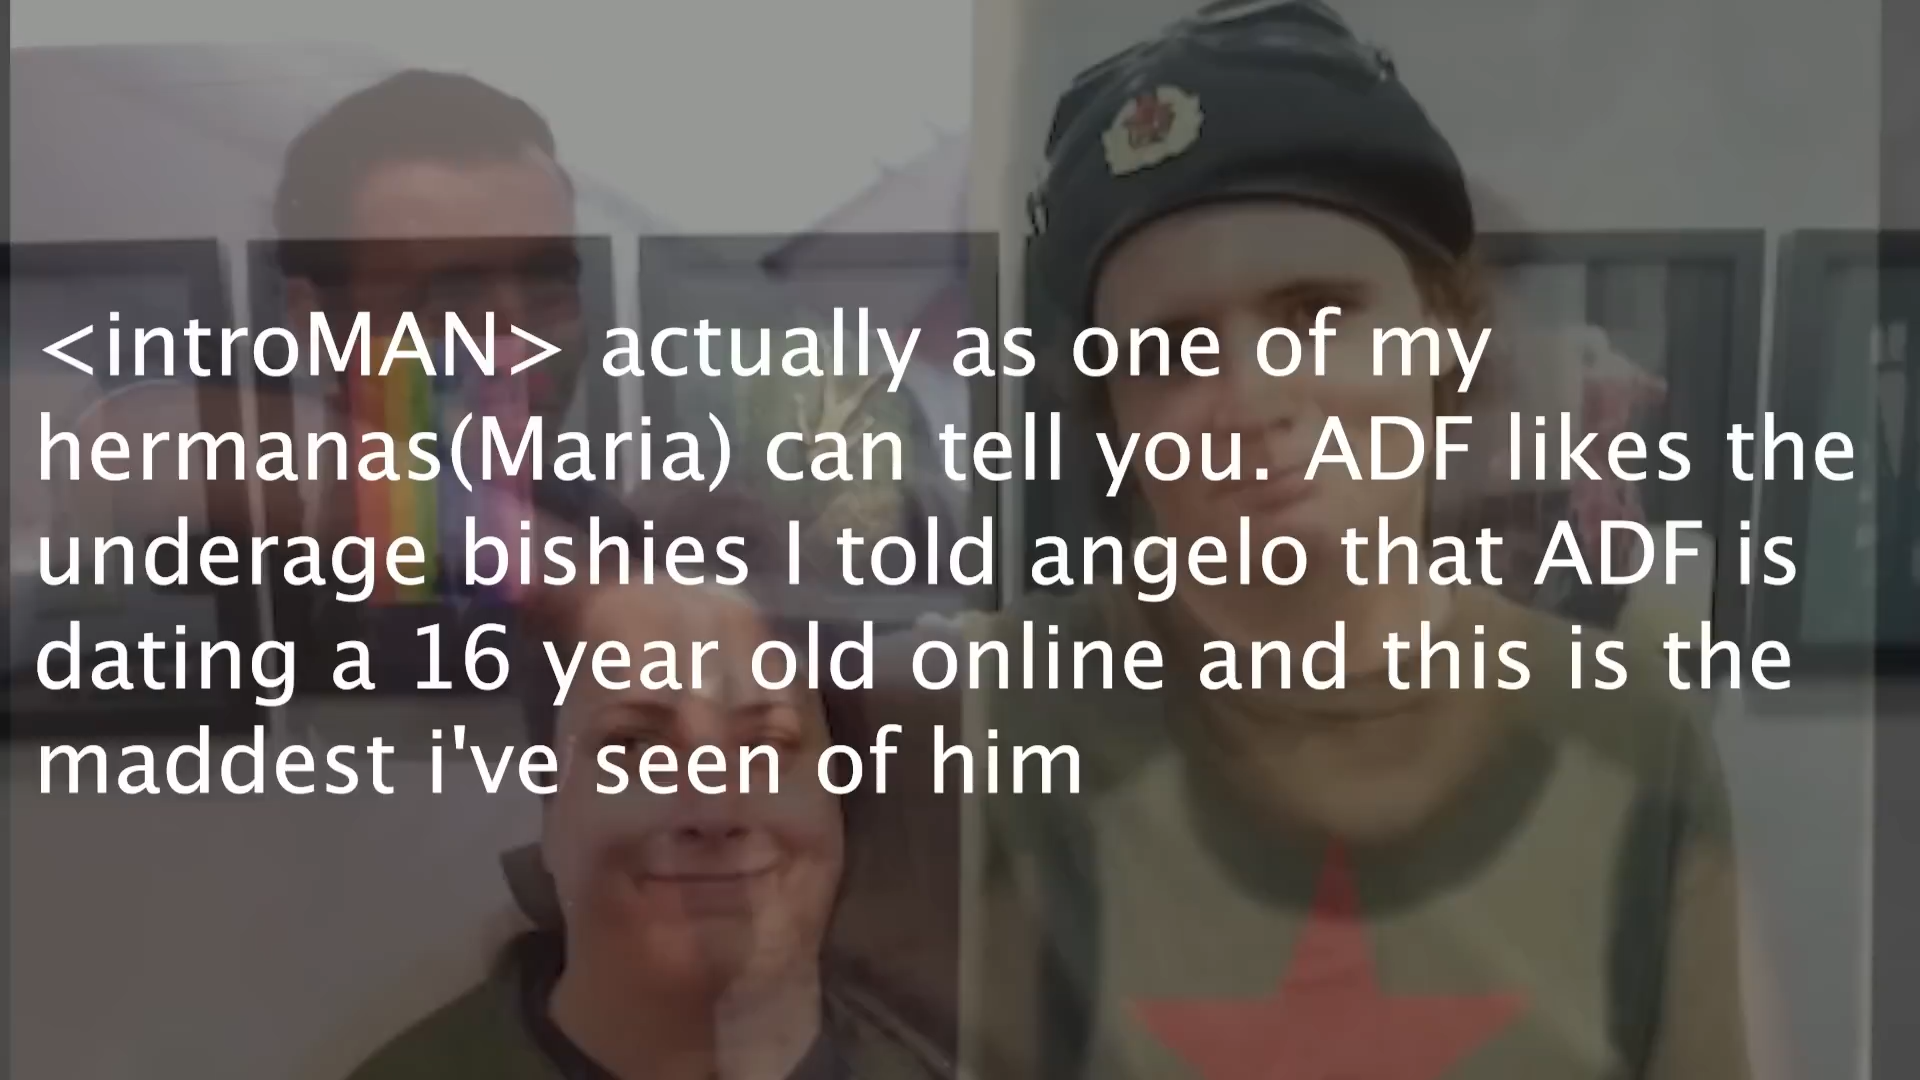 <introMAN> actually as one of my
hermanas(Maria) can tell you. ADF likes the
underage bishies I told angelo that ADF is
dating a 16 year old online and this is the
maddest i've seen of him